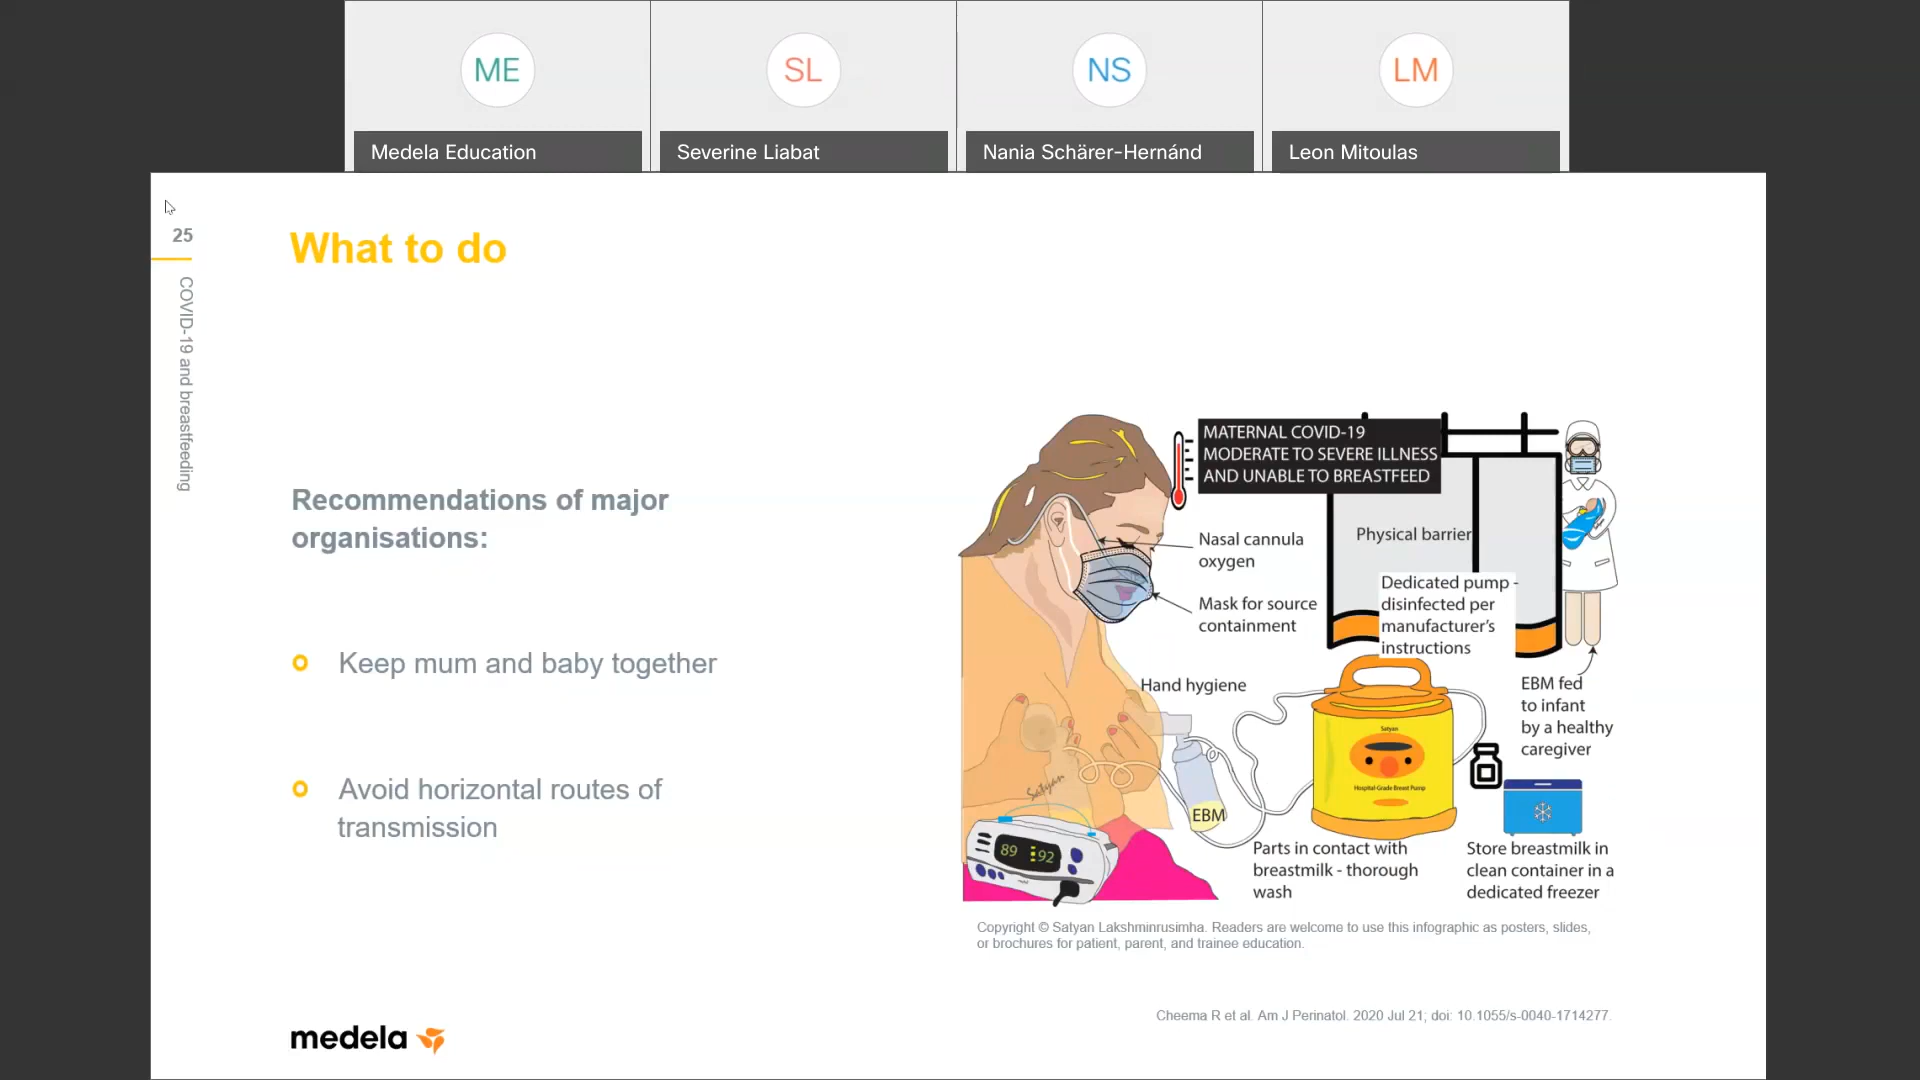 ME
SL
NS
LM
Medela Education
Severine Liabat
Nania Schärer-Hernánd
Leon Mitoulas
25
COVID-19 and breastfeeding
What to do
Recommendations of major
organisations:
Keep mum and baby together
Avoid horizontal routes of
transmission
MATERNAL COVID-19
MODERATE TO SEVERE ILLNESS
AND UNABLE TO BREASTFEED
Nasal cannula
oxygen
Mask for source
containment
Physical barrier
Dedicated pump -
disinfected per
manufacturer's
instructions
Hand hygiene
EBM fed
to infant
by a healthy
caregiver
Satyan
Hospital-Grade Breast Pump
Satyan
EBM
89 92
Parts in contact with
breastmilk - thorough
wash
Store breastmilk in
clean container in a
dedicated freezer
Copyright © Satyan Lakshminrusimha. Readers are welcome to use this infographic as posters, slides,
or brochures for patient, parent, and trainee education.
Cheema R et al. Am J Perinatol. 2020 Jul 21; doi: 10.1055/s-0040-1714277.
medela